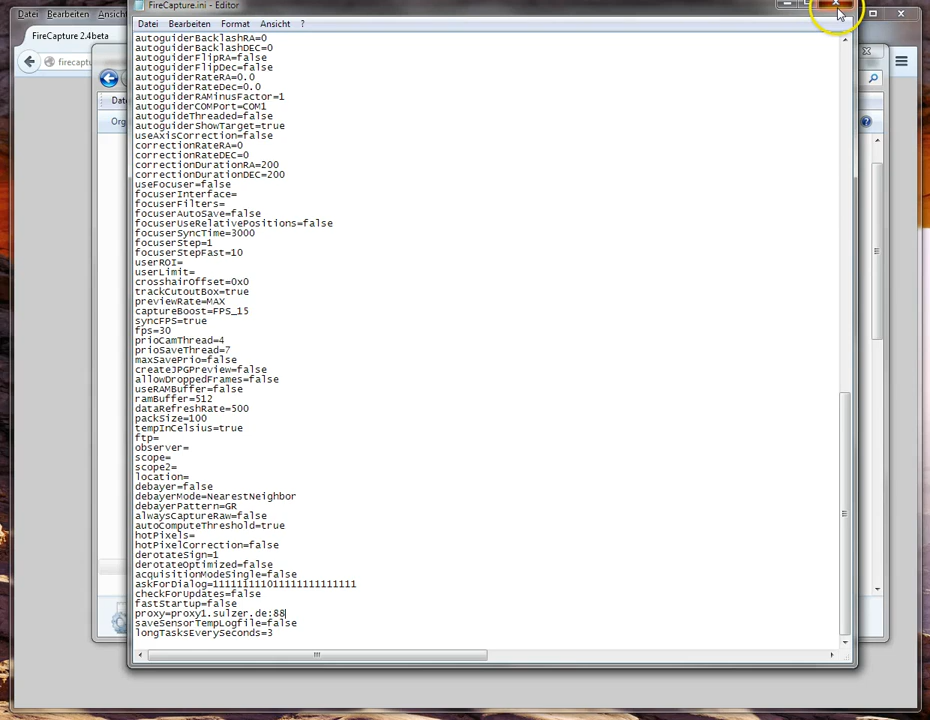 FireCapture.ini - Editor
Datei Bearbeiten Ansicht
Datei Bearbeiten Format Ansicht ?
FireCapture 2.4beta
firecaptu
Dat
Org
autoguiderBacklashRA=0
autoguiderBacklashDEC=0
autoguiderFlipRA=false
autoguiderFlipDec=false
autoguiderRateRA=0.0
autoguiderRateDec=0.0
autoguiderRAMinusFactor=1
autoguiderCOMPort=COM1
autoguideThreaded=false
autoguiderShowTarget=true
useAxisCorrection=false
correctionRateRA=0
correctionRateDEC=0
correctionDurationRA=200
correctionDurationDEC=200
useFocuser=false
focuserInterface=
focuserFilters=
focuserAutoSave=false
focuserUseRelativePositions=false
focuserSyncTime=3000
focuserStep=1
focuserStepFast=10
userROI=
userLimit=
crosshairOffset=0x0
trackCutoutBox=true
previewRate=MAX
captureBoost=FPS_15
syncFPS=true
fps=30
prioCamThread=4
prioSaveThread=7
maxSavePrio=false
createJPGPreview=false
allowDroppedFrames=false
useRAMBuffer=false
ramBuffer=512
dataRefreshRate=500
packSize=100
tempInCelsius=true
ftp=
observer=
scope=
scope2=
location=
debayer=false
debayerMode=NearestNeighbor
debayerPattern=GR
alwaysCaptureRaw=false
autoComputeThreshold=true
hotPixels=
hotPixelCorrection=false
derotateSign=1
derotateOptimized=false
acquisitionModeSingle=false
askForDialog=111111111011111111111111
checkForUpdates=false
fastStartup=false
proxy=proxy1.sulzer.de:88
saveSensorTempLogfile=false
longTasksEverySeconds=3